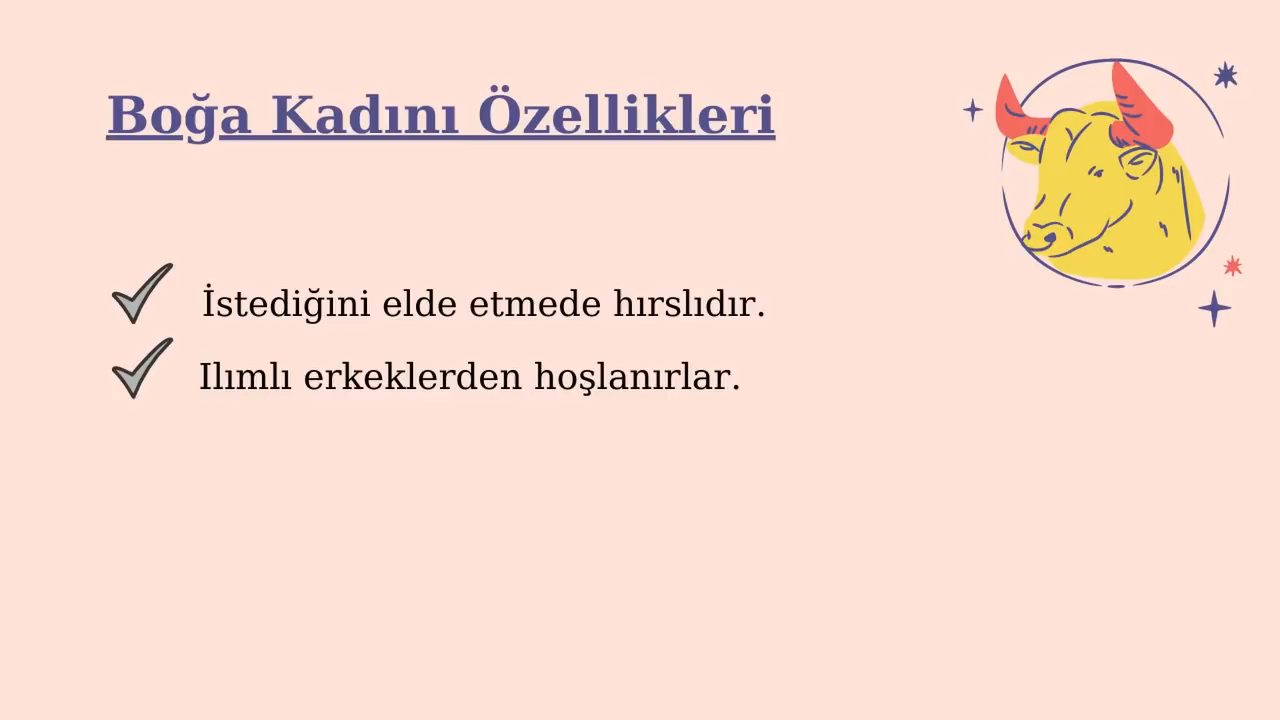 Boğa Kadını Özellikleri
İstediğini elde etmede hırslıdır.
Ilımlı erkeklerden hoşlanırlar.